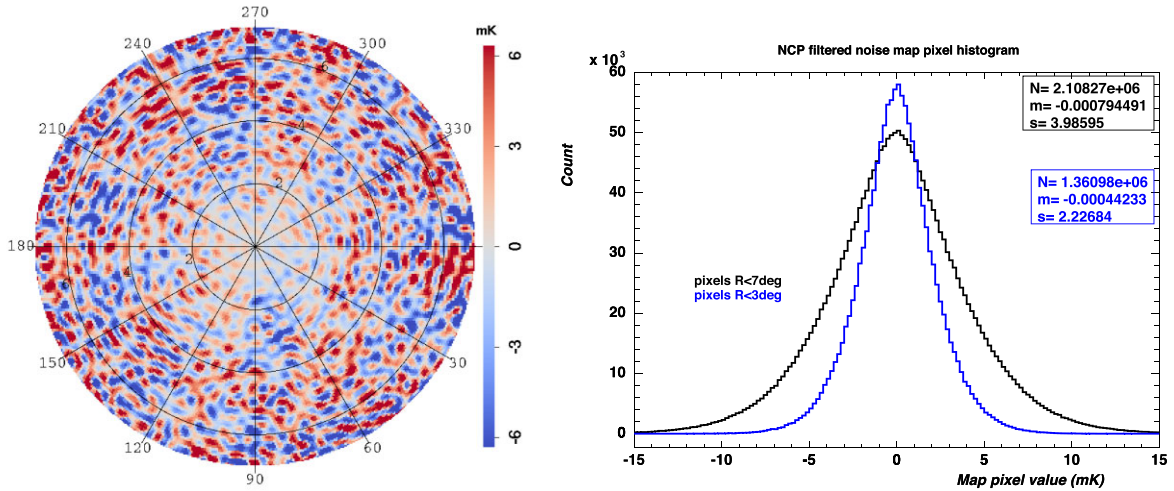 270
240
300
210
330
180
150
30
120
60
90
6
4
2
2
4
6
mK
6
3
0
-3
-6
NCP filtered noise map pixel histogram
x 10³
60
50
40
30
20
10
0
Count
N= 2.10827e+06
m= -0.000794491
s= 3.98595
N= 1.36098e+06
m= -0.00044233
s= 2.22684
pixels R<7deg
pixels R<3deg
-15
-10
-5
0
5
10
15
Map pixel value (mK)